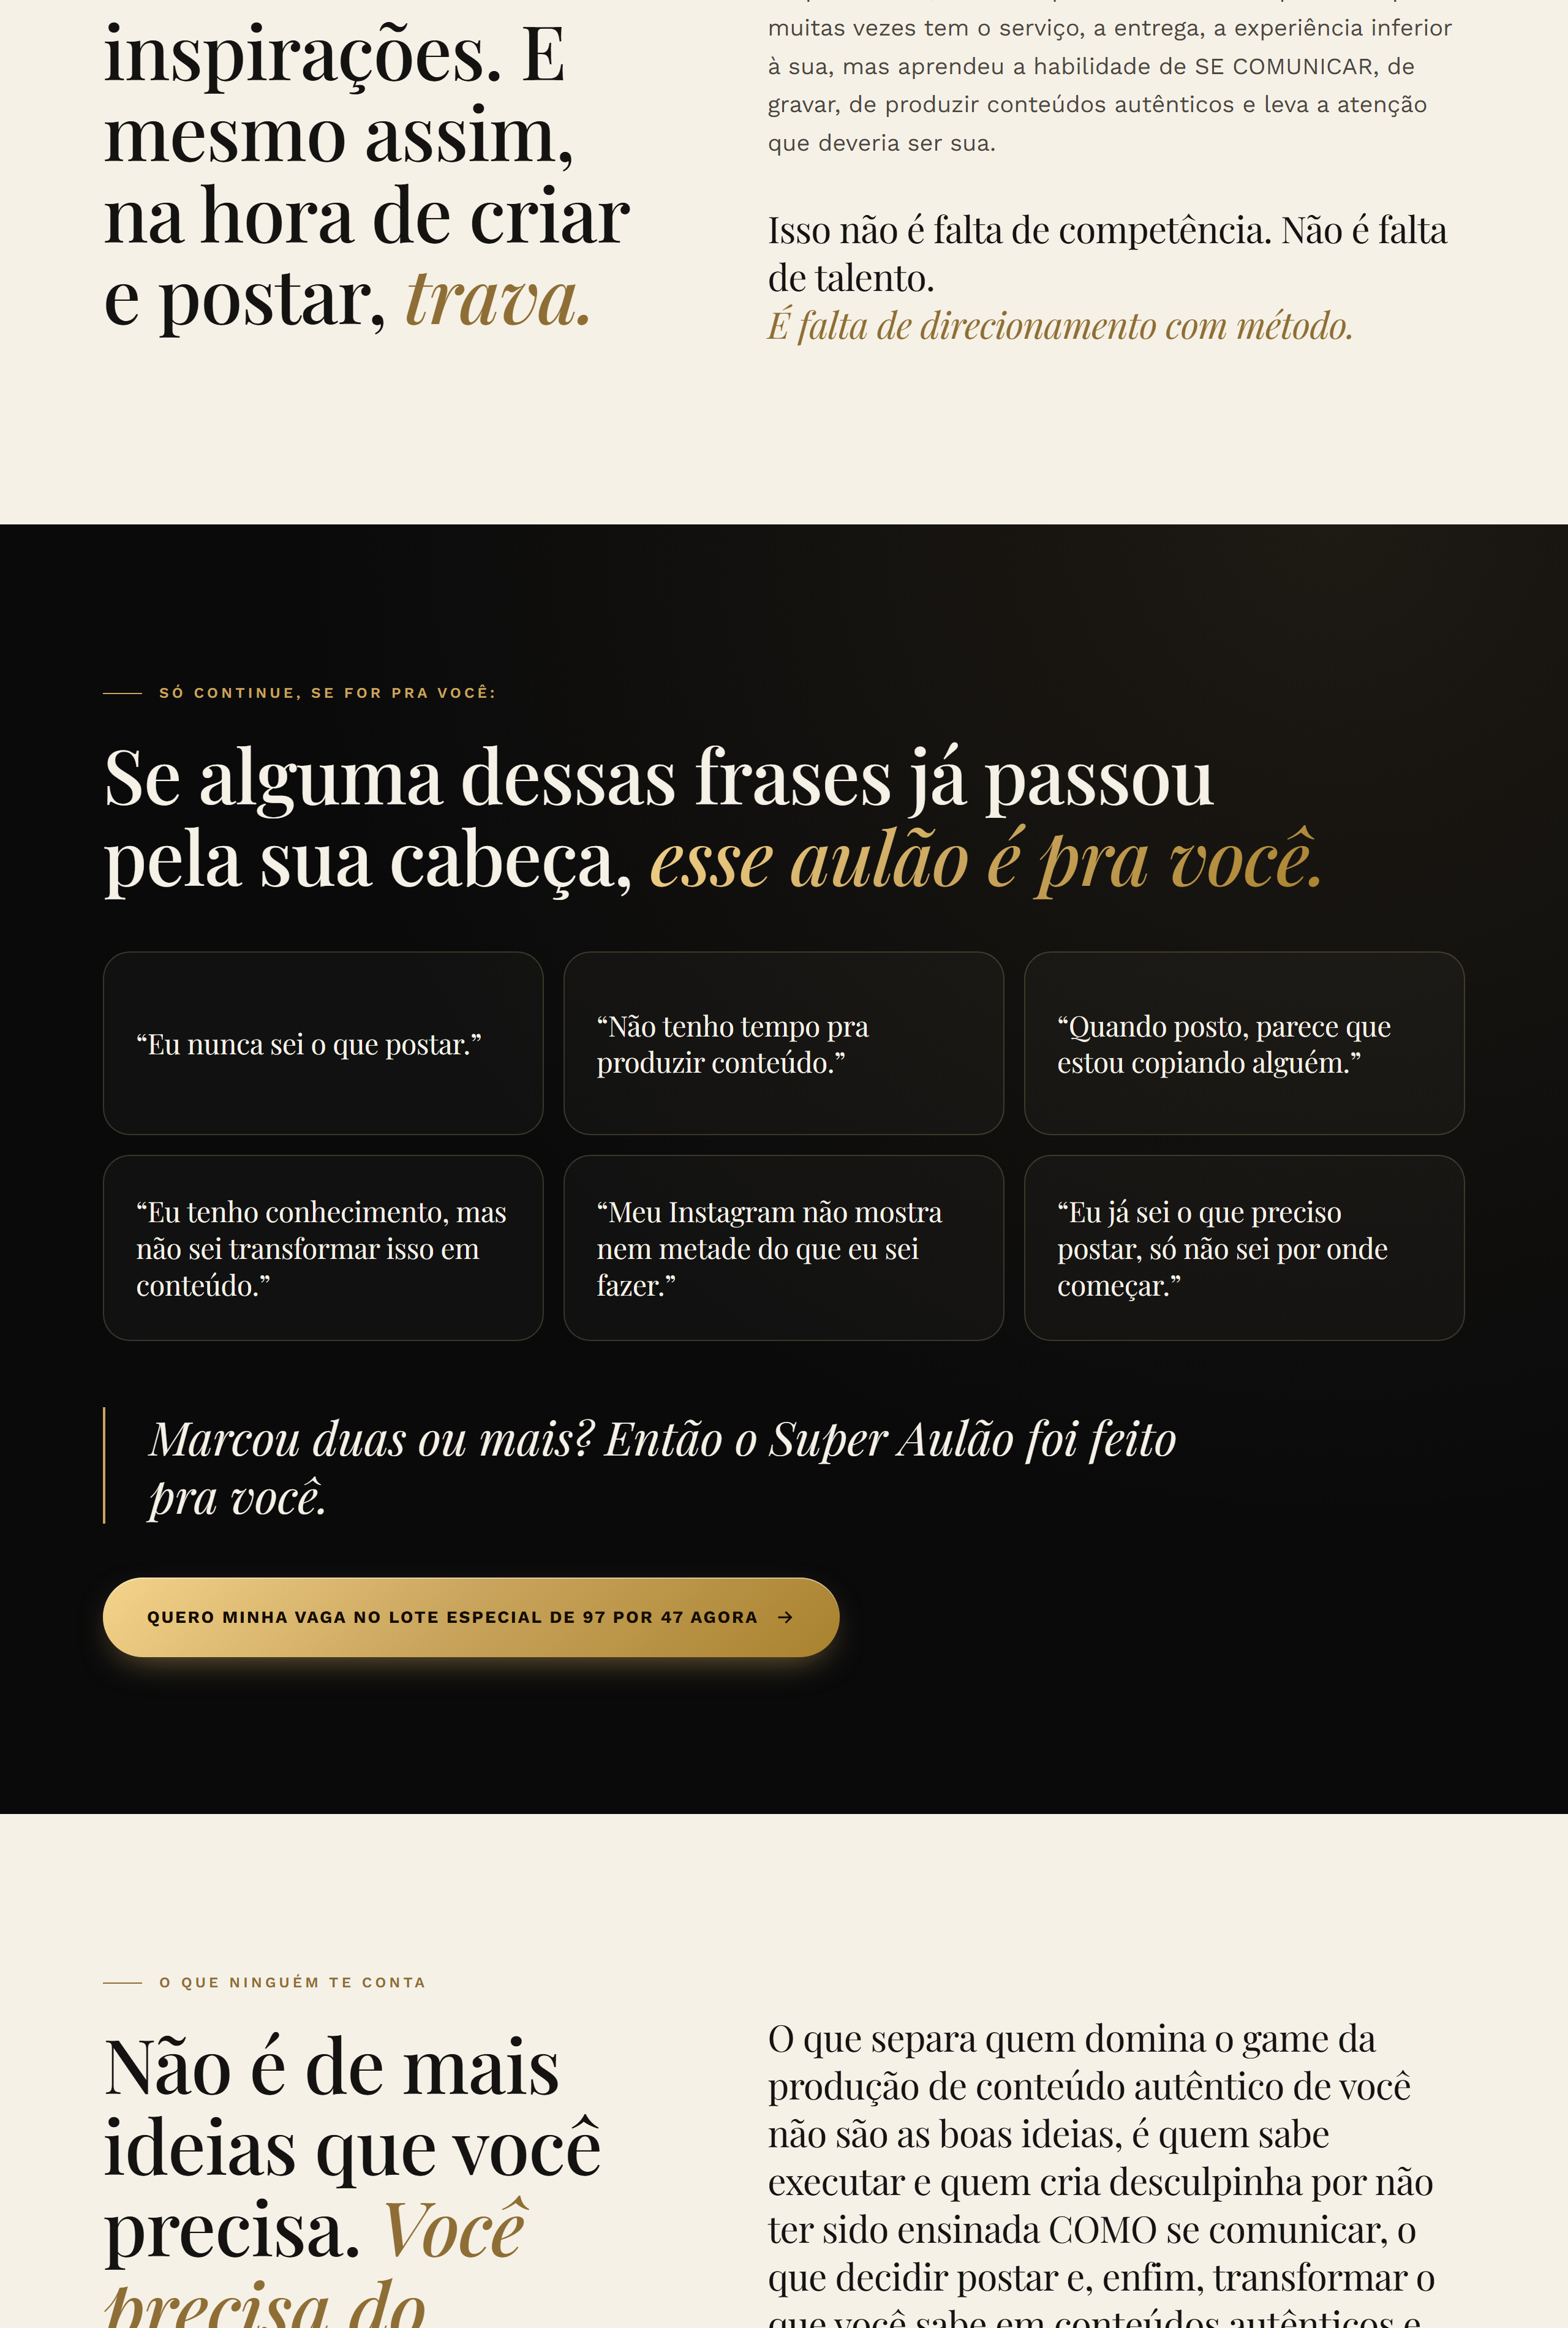 inspirações. E
mesmo assim,
na hora de criar
e postar, trava.
muitas vezes tem o serviço, a entrega, a experiência inferior
à sua, mas aprendeu a habilidade de SE COMUNICAR, de
gravar, de produzir conteúdos autênticos e leva a atenção
que deveria ser sua.
Isso não é falta de competência. Não é falta
de talento.
É falta de direcionamento com método.
SÓ CONTINUE, SE FOR PRA VOCÊ:
Se alguma dessas frases já passou
pela sua cabeça, esse aulão é pra você.
“Eu nunca sei o que postar.”
“Não tenho tempo pra
produzir conteúdo.”
“Quando posto, parece que
estou copiando alguém.”
“Eu tenho conhecimento, mas
não sei transformar isso em
conteúdo.”
“Meu Instagram não mostra
nem metade do que eu sei
fazer.”
“Eu já sei o que preciso
postar, só não sei por onde
começar.”
Marcou duas ou mais? Então o Super Aulão foi feito
pra você.
QUERO MINHA VAGA NO LOTE ESPECIAL DE 97 POR 47 AGORA →
O QUE NINGUÉM TE CONTA
Não é de mais
ideias que você
precisa. Você
precisa do
O que separa quem domina o game da
produção de conteúdo autêntico de você
não são as boas ideias, é quem sabe
executar e quem cria desculpinha por não
ter sido ensinada COMO se comunicar, o
que decidir postar e, enfim, transformar o
que você sabe em conteúdos autênticos e